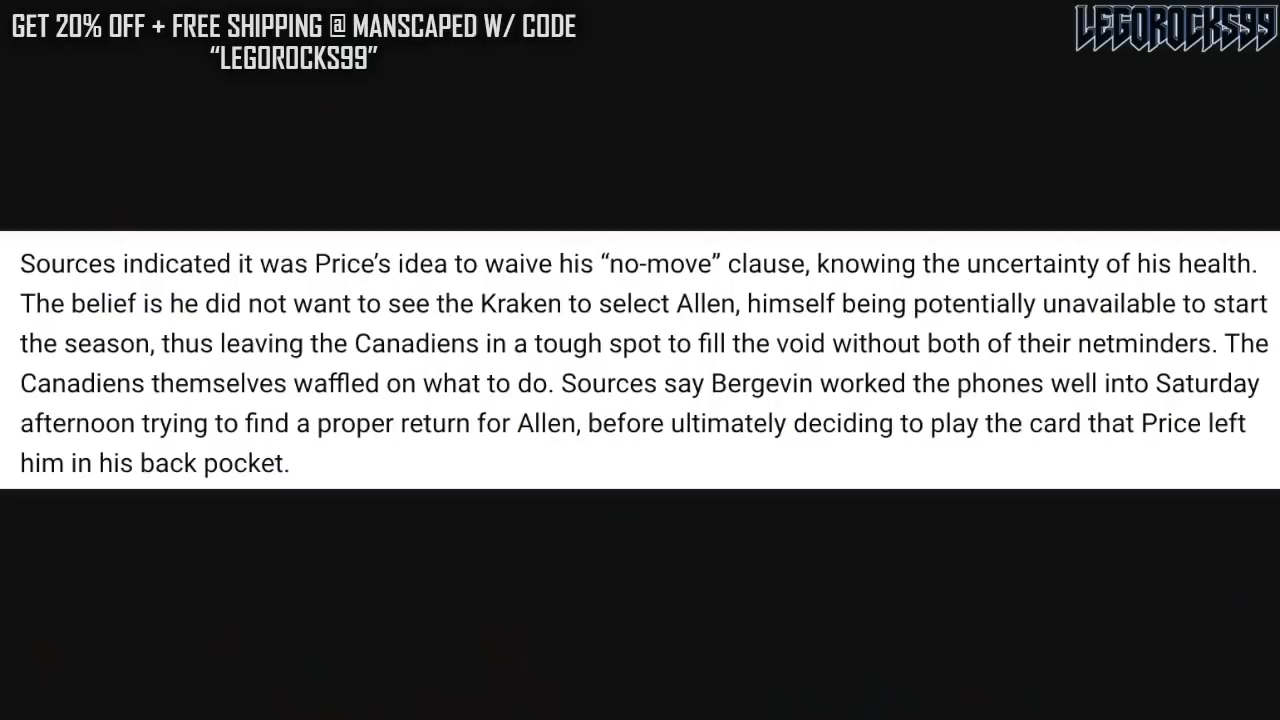 GET 20% OFF + FREE SHIPPING @ MANSCAPED W/ CODE
“LEGOROCKS99”
LEGOROCKS99
Sources indicated it was Price’s idea to waive his “no-move” clause, knowing the uncertainty of his health.
The belief is he did not want to see the Kraken to select Allen, himself being potentially unavailable to start
the season, thus leaving the Canadiens in a tough spot to fill the void without both of their netminders. The
Canadiens themselves waffled on what to do. Sources say Bergevin worked the phones well into Saturday
afternoon trying to find a proper return for Allen, before ultimately deciding to play the card that Price left
him in his back pocket.